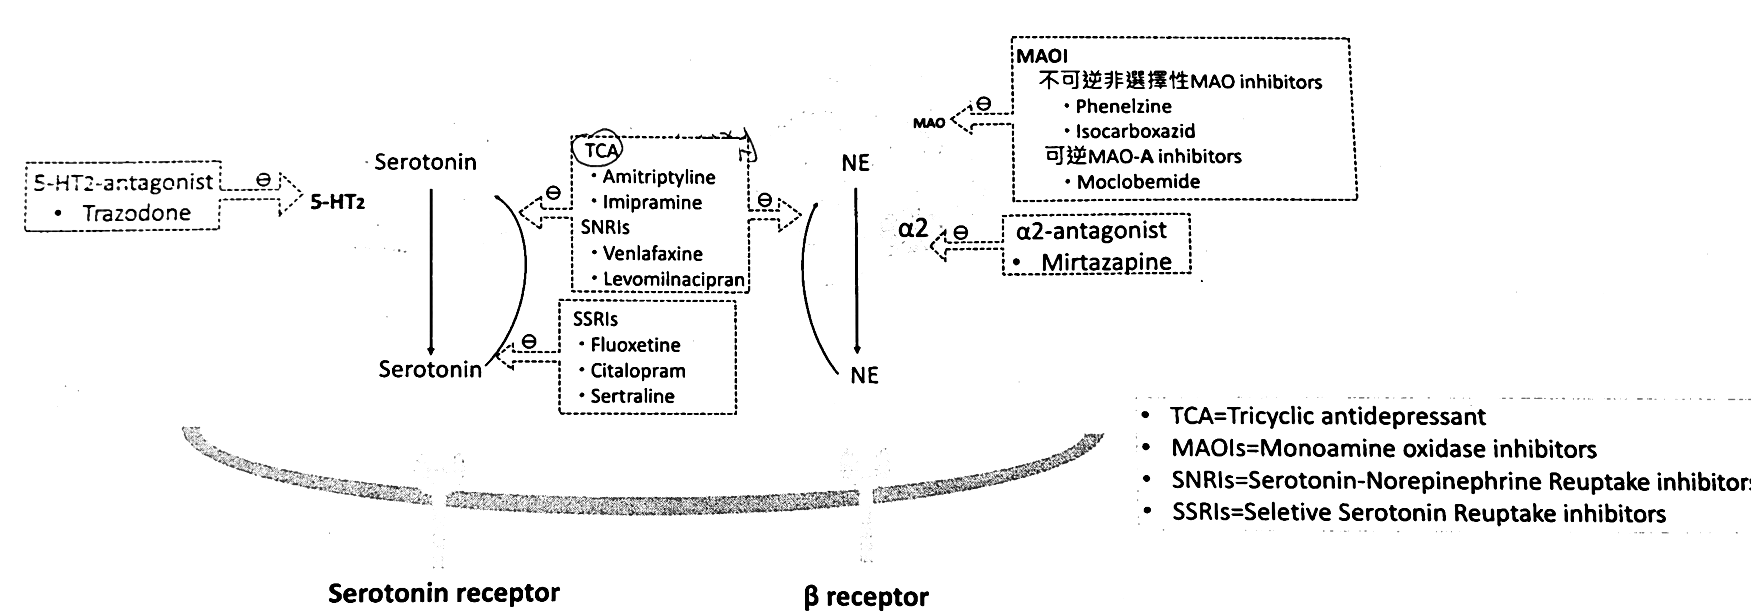 5-HT2-antagonist
• Trazodone
⊖
5-HT2
Serotonin
Serotonin
⊖
TCA
• Amitriptyline
• Imipramine
SNRIs
• Venlafaxine
• Levomilnacipran
⊖
⊖
SSRIs
• Fluoxetine
• Citalopram
• Sertraline
NE
NE
MAO
⊖
MAOI
不可逆非選擇性MAO inhibitors
• Phenelzine
• Isocarboxazid
可逆MAO-A inhibitors
• Moclobemide
α2
⊖
α2-antagonist
• Mirtazapine
• TCA=Tricyclic antidepressant
• MAOIs=Monoamine oxidase inhibitors
• SNRIs=Serotonin-Norepinephrine Reuptake inhibitors
• SSRIs=Seletive Serotonin Reuptake inhibitors
Serotonin receptor
β receptor